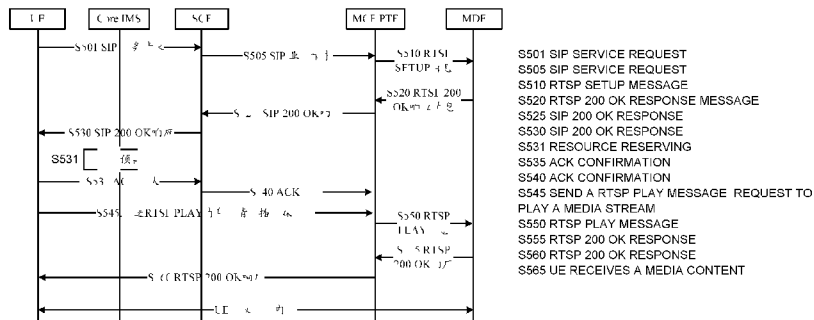 UE Core IMS SCF MCF PTF MDF
S501 SIP
S505 SIP
S510 RTSP
SETUP
S520 RTSP 200
OK
SIP 200 OK
S530 SIP 200 OK
S531
S40 ACK
S545 RTSP PLAY
S550 RTSP
PLAY
RTSP
200 OK
RTSP 200 OK
UE
S501 SIP SERVICE REQUEST
S505 SIP SERVICE REQUEST
S510 RTSP SETUP MESSAGE
S520 RTSP 200 OK RESPONSE MESSAGE
S525 SIP 200 OK RESPONSE
S530 SIP 200 OK RESPONSE
S531 RESOURCE RESERVING
S535 ACK CONFIRMATION
S540 ACK CONFIRMATION
S545 SEND A RTSP PLAY MESSAGE REQUEST TO
PLAY A MEDIA STREAM
S550 RTSP PLAY MESSAGE
S555 RTSP 200 OK RESPONSE
S560 RTSP 200 OK RESPONSE
S565 UE RECEIVES A MEDIA CONTENT